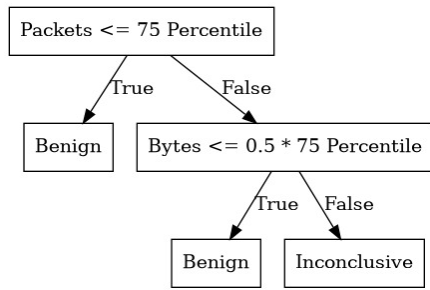 Packets <= 75 Percentile
True
False
Benign
Bytes <= 0.5 * 75 Percentile
True
False
Benign
Inconclusive